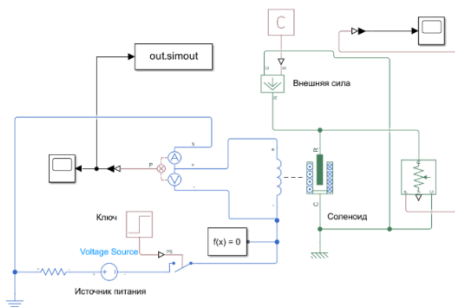 C
out.simout
Внешняя сила
P
R
C
Соленоид
Ключ
f(x) = 0
Voltage Source
Источник питания